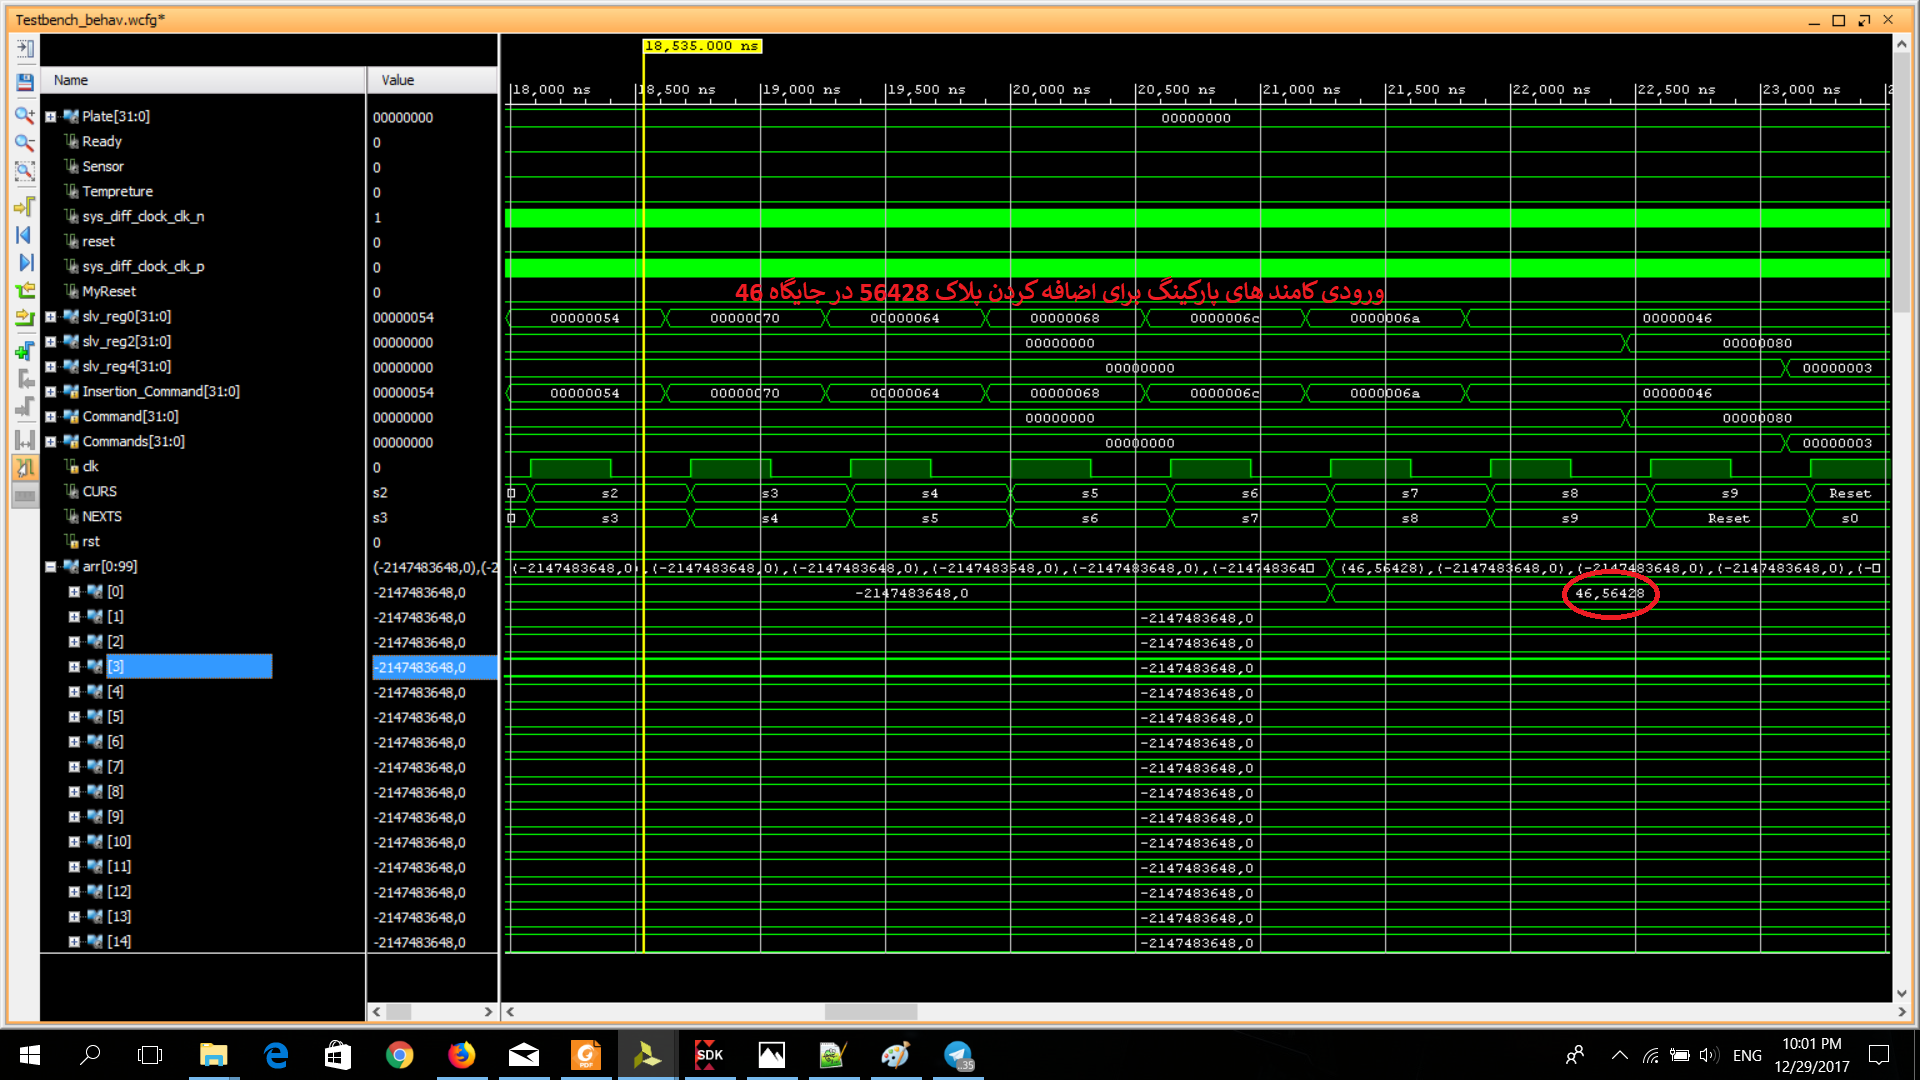 Testbench_behav.wcfg*
18,535.000 ns
Name Value
18,000 ns 18,500 ns 19,000 ns 19,500 ns 20,000 ns 20,500 ns 21,000 ns 21,500 ns 22,000 ns 22,500 ns 23,000 ns
Plate[31:0] 00000000 00000000
Ready 0
Sensor 0
Tempreture 0
sys_diff_clock_clk_n 1
reset 0
sys_diff_clock_clk_p 0
MyReset 0
ورودی کامند های پارکینگ برای اضافه کردن پلاک 56428 در جایگاه 46
slv_reg0[31:0] 00000054 00000054 00000070 00000064 00000068 0000006c 0000006a 00000046
slv_reg2[31:0] 00000000 00000000 00000080
slv_reg4[31:0] 00000000 00000000 00000003
Insertion_Command[31:0] 00000054 00000054 00000070 00000064 00000068 0000006c 0000006a 00000046
Command[31:0] 00000000 00000000 00000080
Commands[31:0] 00000000 00000000 00000003
clk 0
CURS s2 s2 s3 s4 s5 s6 s7 s8 s9 Reset
NEXTS s3 s3 s4 s5 s6 s7 s8 s9 Reset s0
rst 0
arr[0:99] (-2147483648,0),(-2 (-2147483648,0),(-2147483648,0),(-2147483648,0),(-2147483648,0),(-2147483648,0),(-214748364 (46,56428),(-2147483648,0),(-2147483648,0),(-2147483648,0),(-
[0] -2147483648,0 -2147483648,0 46,56428
[1] -2147483648,0 -2147483648,0
[2] -2147483648,0 -2147483648,0
[3] -2147483648,0 -2147483648,0
[4] -2147483648,0 -2147483648,0
[5] -2147483648,0 -2147483648,0
[6] -2147483648,0 -2147483648,0
[7] -2147483648,0 -2147483648,0
[8] -2147483648,0 -2147483648,0
[9] -2147483648,0 -2147483648,0
[10] -2147483648,0 -2147483648,0
[11] -2147483648,0 -2147483648,0
[12] -2147483648,0 -2147483648,0
[13] -2147483648,0 -2147483648,0
[14] -2147483648,0 -2147483648,0
SDK
PDF
35
ENG
10:01 PM
12/29/2017